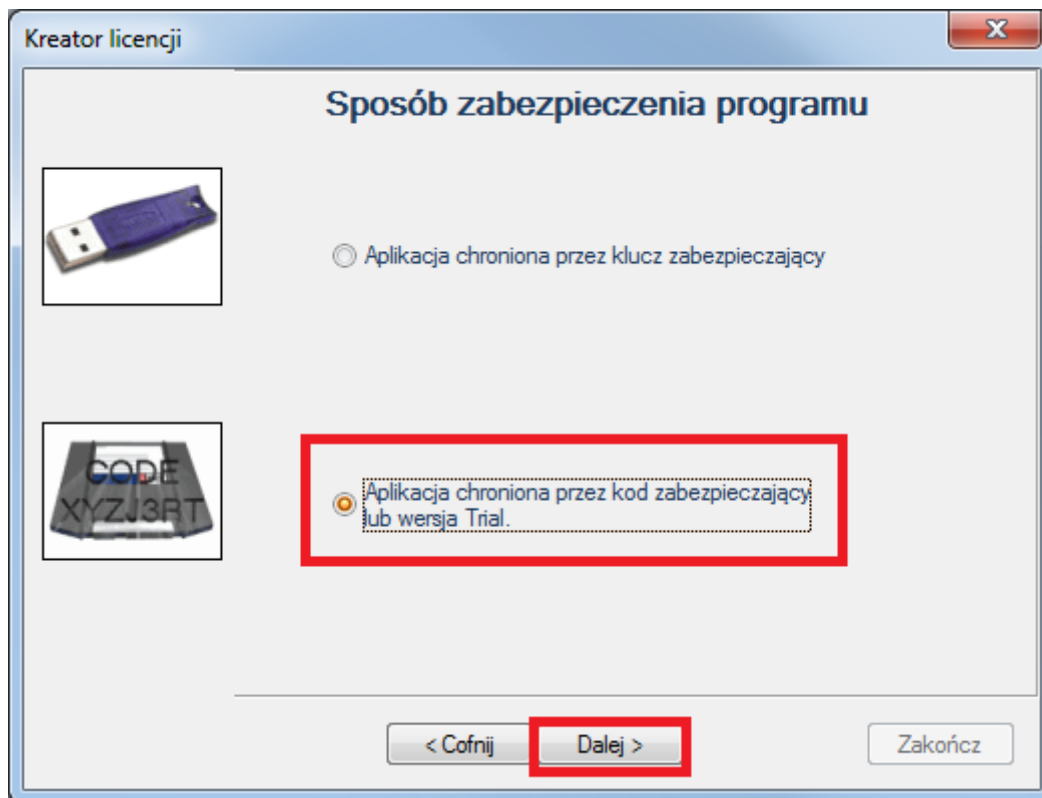 Kreator licencji
Sposób zabezpieczenia programu
Aplikacja chroniona przez klucz zabezpieczający
CODE
XYZJ3RT
Aplikacja chroniona przez kod zabezpieczający
lub wersja Trial.
< Cofnij
Dalej >
Zakończ